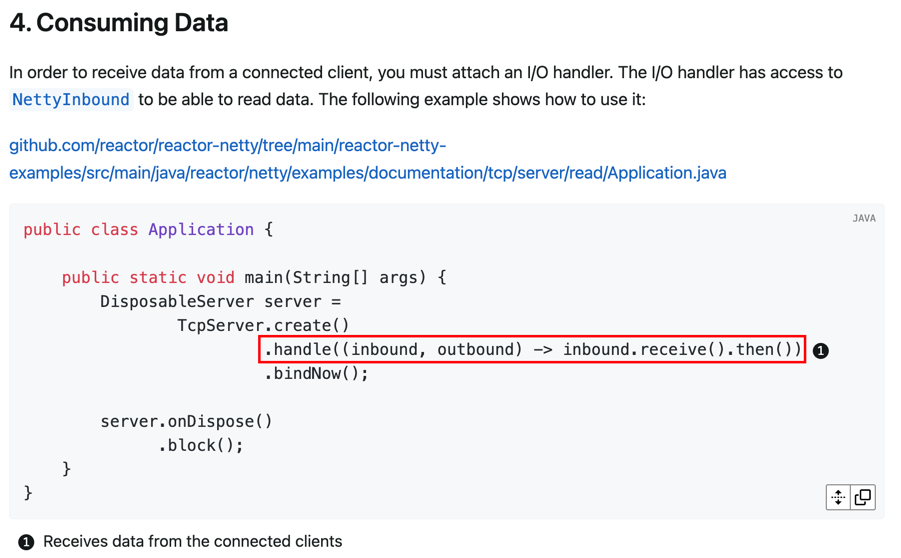 4. Consuming Data
In order to receive data from a connected client, you must attach an I/O handler. The I/O handler has access to
NettyInbound to be able to read data. The following example shows how to use it:
github.com/reactor/reactor-netty/tree/main/reactor-netty-
examples/src/main/java/reactor/netty/examples/documentation/tcp/server/read/Application.java
JAVA
public class Application {
    public static void main(String[] args) {
        DisposableServer server =
                TcpServer.create()
                         .handle((inbound, outbound) -> inbound.receive().then()) 1
                         .bindNow();
        server.onDispose()
              .block();
    }
}
1 Receives data from the connected clients